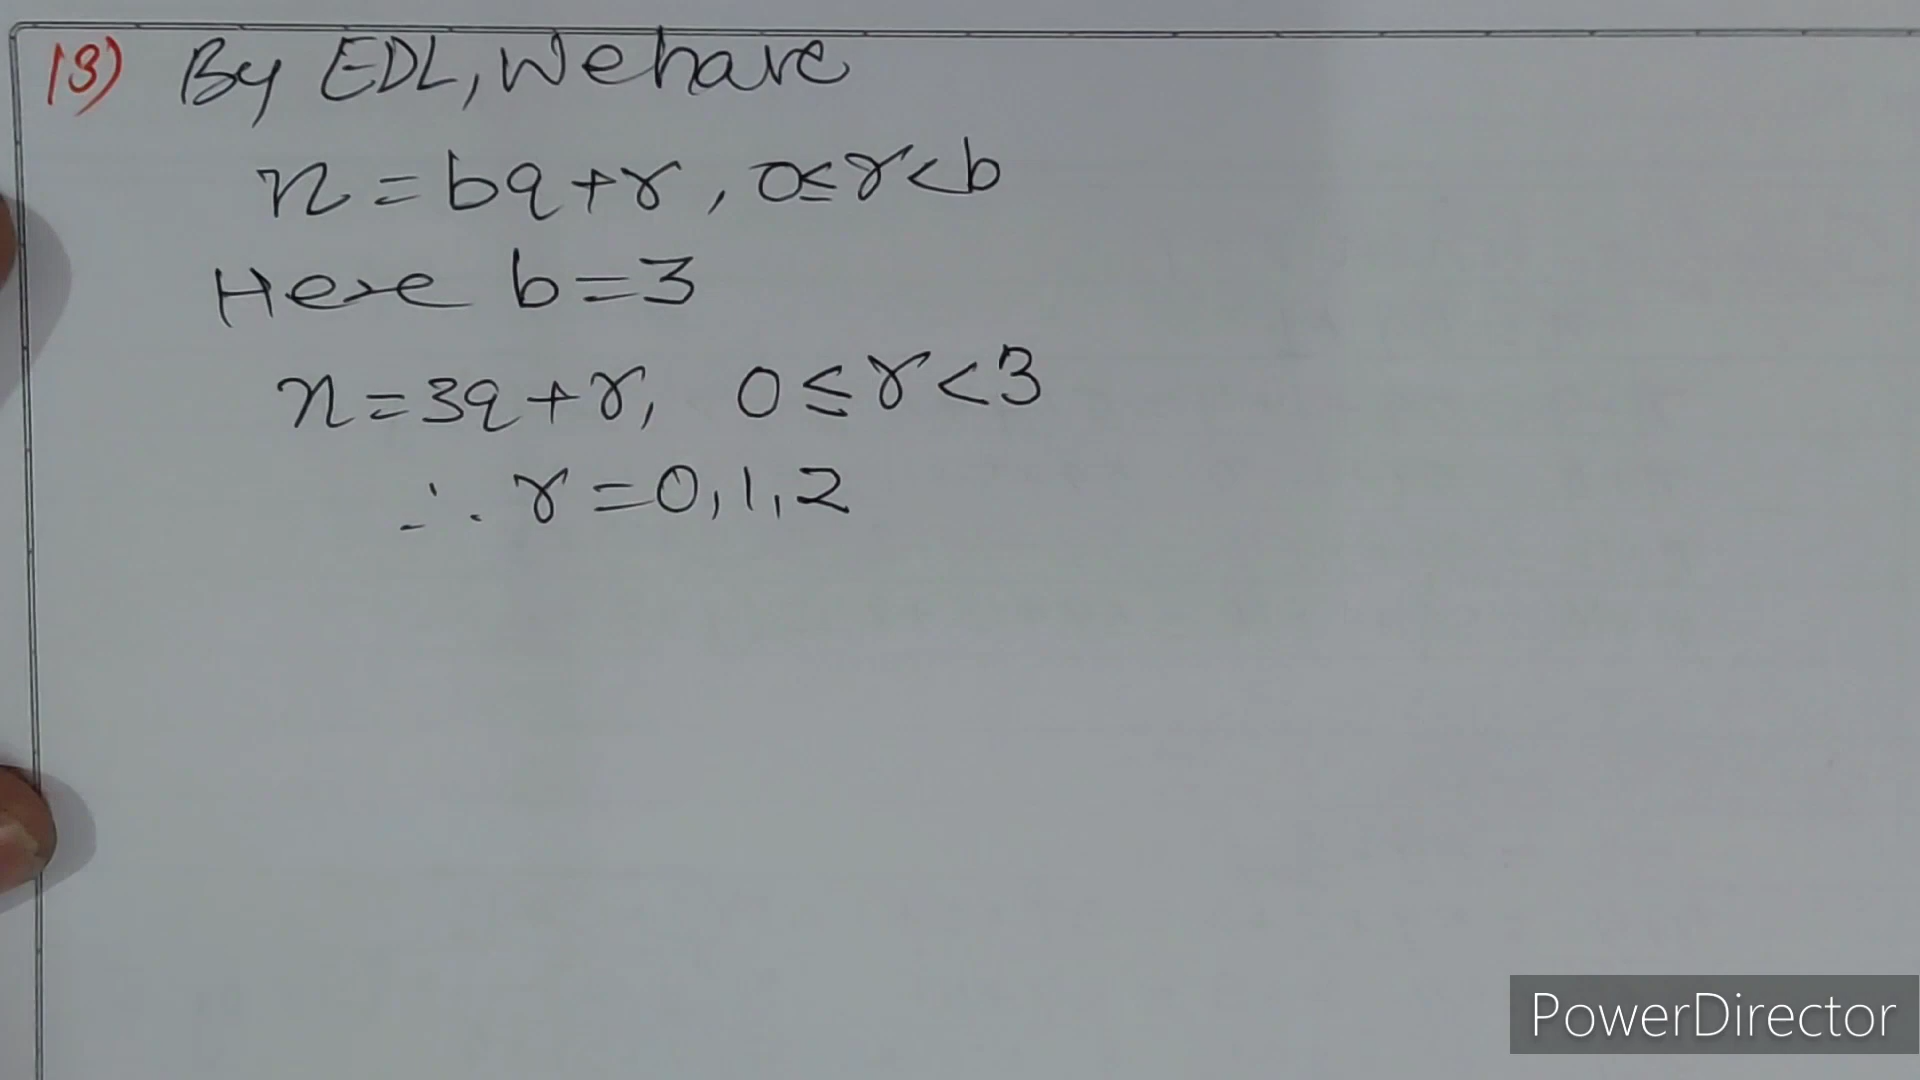 13) By EDL, We have
n = bq + r, 0 ≤ r < b
Here b = 3
n = 3q + r, 0 ≤ r < 3
∴ r = 0, 1, 2
PowerDirector